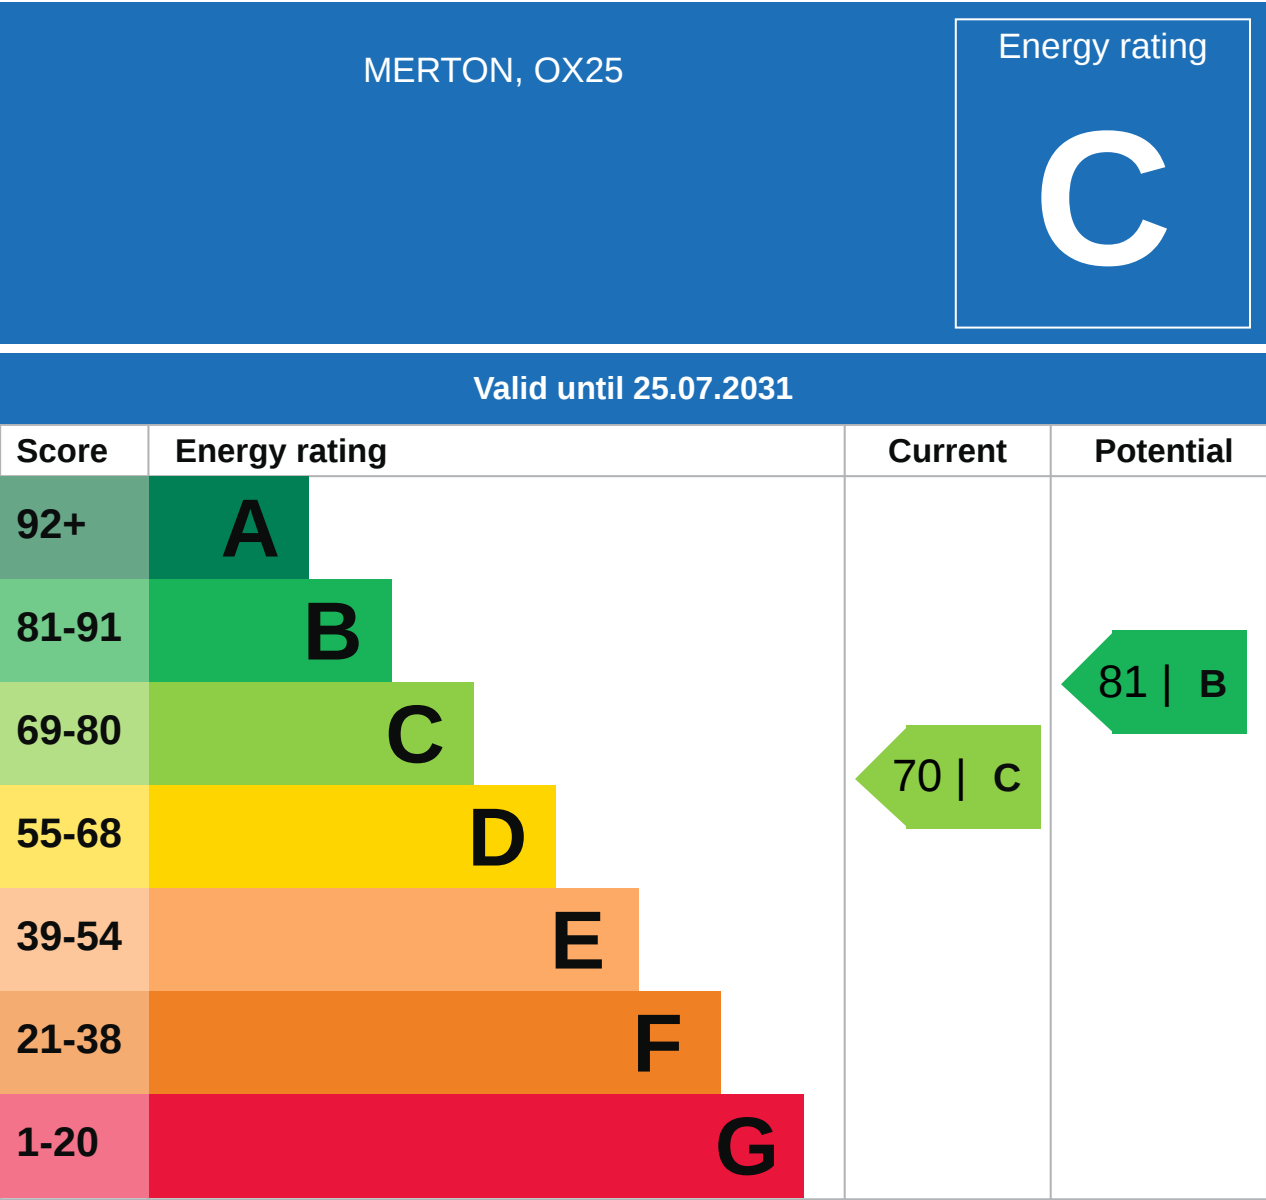 MERTON, OX25
Energy rating
C
Valid until 25.07.2031
Score Energy rating Current Potential
92+ A
81-91 B
81 | B
69-80 C
70 | C
55-68 D
39-54 E
21-38 F
1-20 G